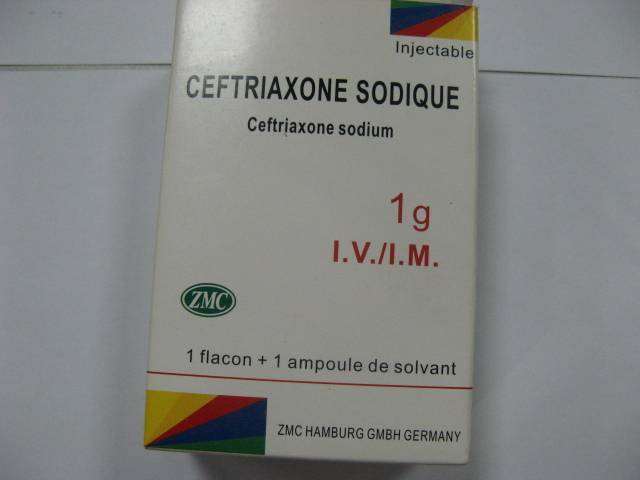 Injectable
CEFTRIAXONE SODIQUE
Ceftriaxone sodium
1g
I.V./I.M.
ZMC
1 flacon + 1 ampoule de solvant
ZMC HAMBURG GMBH GERMANY